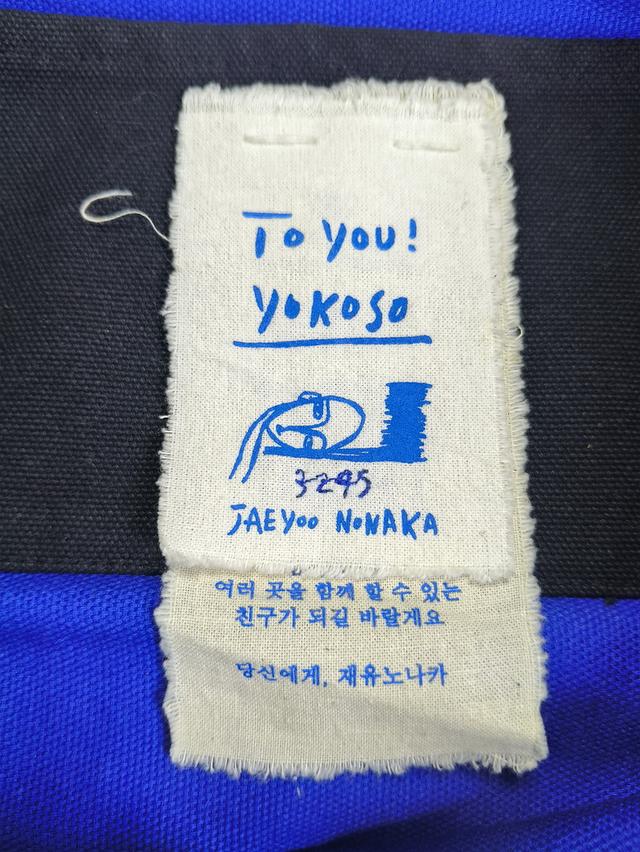 To YOU!
YOKOSO
3295
JAEYOO NONAKA
여러 곳을 함께 할 수 있는
친구가 되길 바랄게요
당신에게, 재유노나카